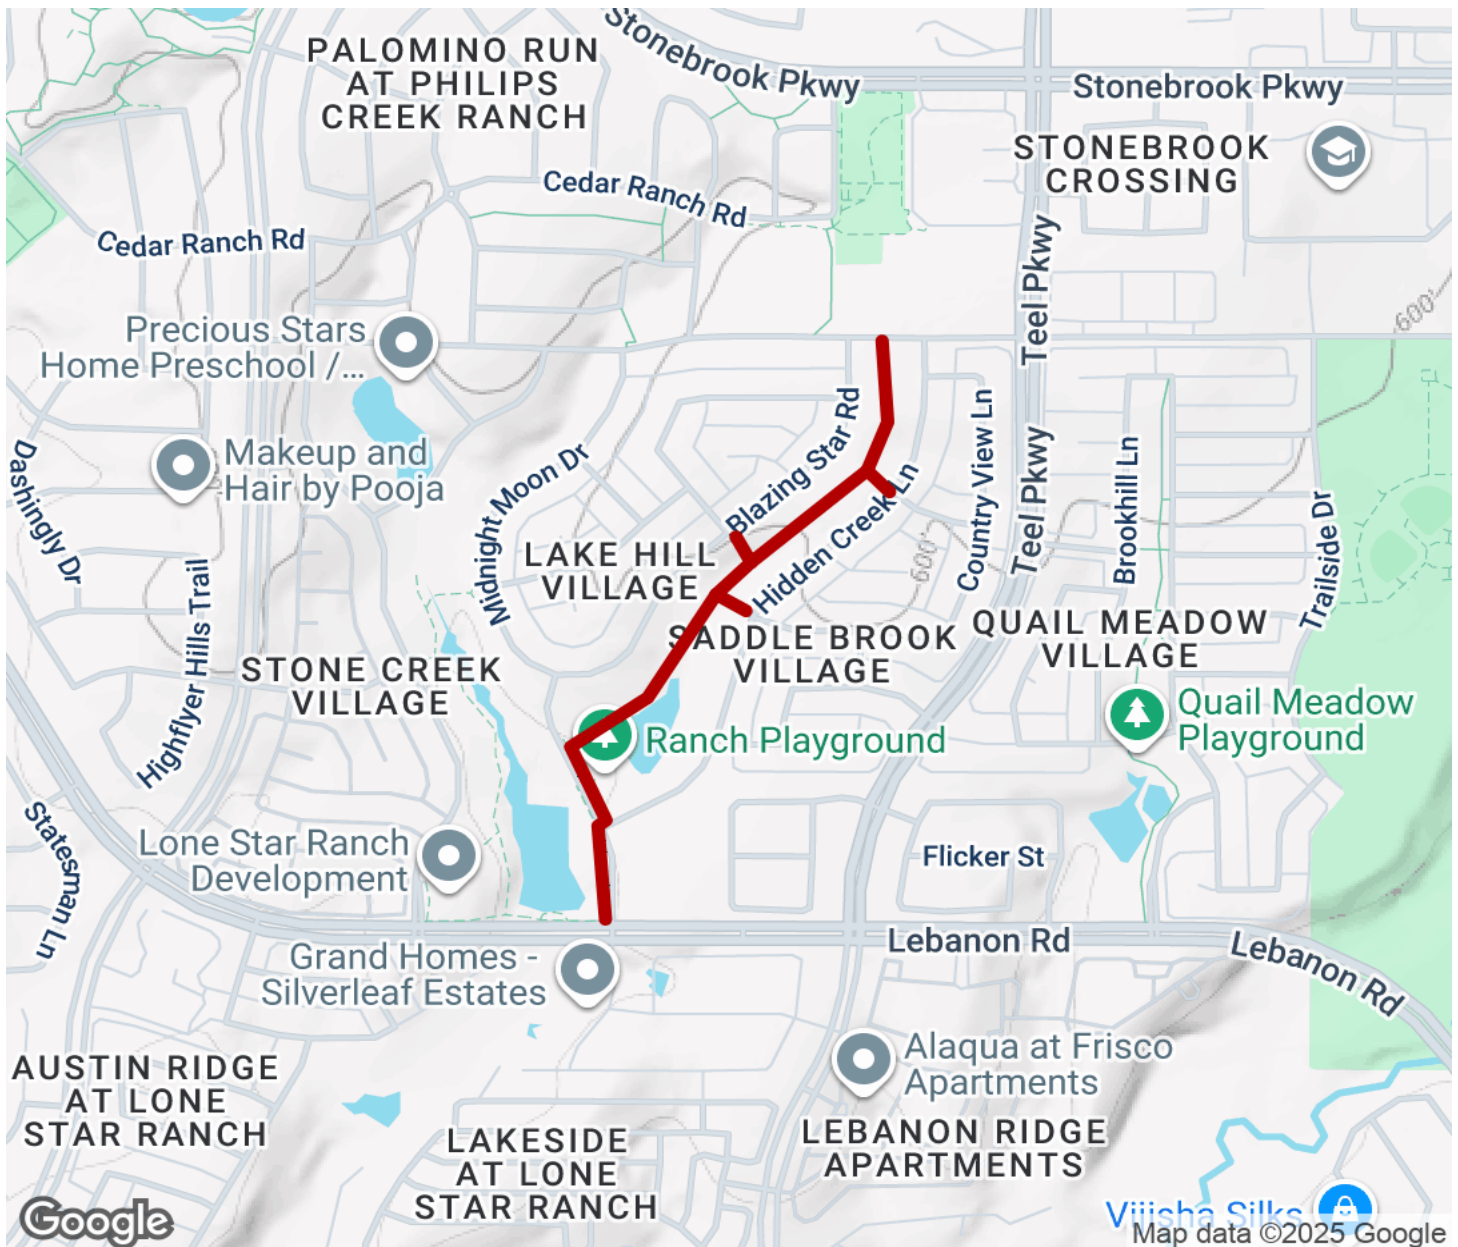 Stonebrook Pkwy
Stonebrook Pkwy
PALOMINO RUN
AT PHILIPS
CREEK RANCH
STONEBROOK
CROSSING
Cedar Ranch Rd
Cedar Ranch Rd
Teel Pkwy
600'
Precious Stars
Home Preschool /...
Makeup and
Hair by Pooja
Dashingly Dr
Midnight Moon Dr
Blazing Star Rd
Hidden Creek Ln
Country View Ln
Teel Pkwy
Brookhill Ln
Trailside Dr
600'
LAKE HILL
VILLAGE
Highflyer Hills Trail
SADDLE BROOK
VILLAGE
QUAIL MEADOW
VILLAGE
STONE CREEK
VILLAGE
Ranch Playground
Quail Meadow
Playground
Statesman Ln
Lone Star Ranch
Development
Flicker St
Lebanon Rd
Lebanon Rd
Grand Homes -
Silverleaf Estates
Alaqua at Frisco
Apartments
AUSTIN RIDGE
AT LONE
STAR RANCH
LAKESIDE
AT LONE
STAR RANCH
LEBANON RIDGE
APARTMENTS
Vijisha Silks
Google
Map data ©2025 Google